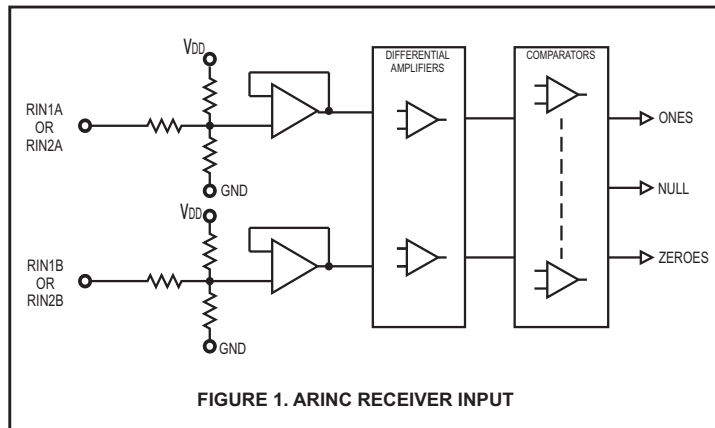 VDD
RIN1A
OR
RIN2A
GND
VDD
RIN1B
OR
RIN2B
GND
DIFFERENTIAL
AMPLIFIERS
COMPARATORS
ONES
NULL
ZEROES
FIGURE 1. ARINC RECEIVER INPUT